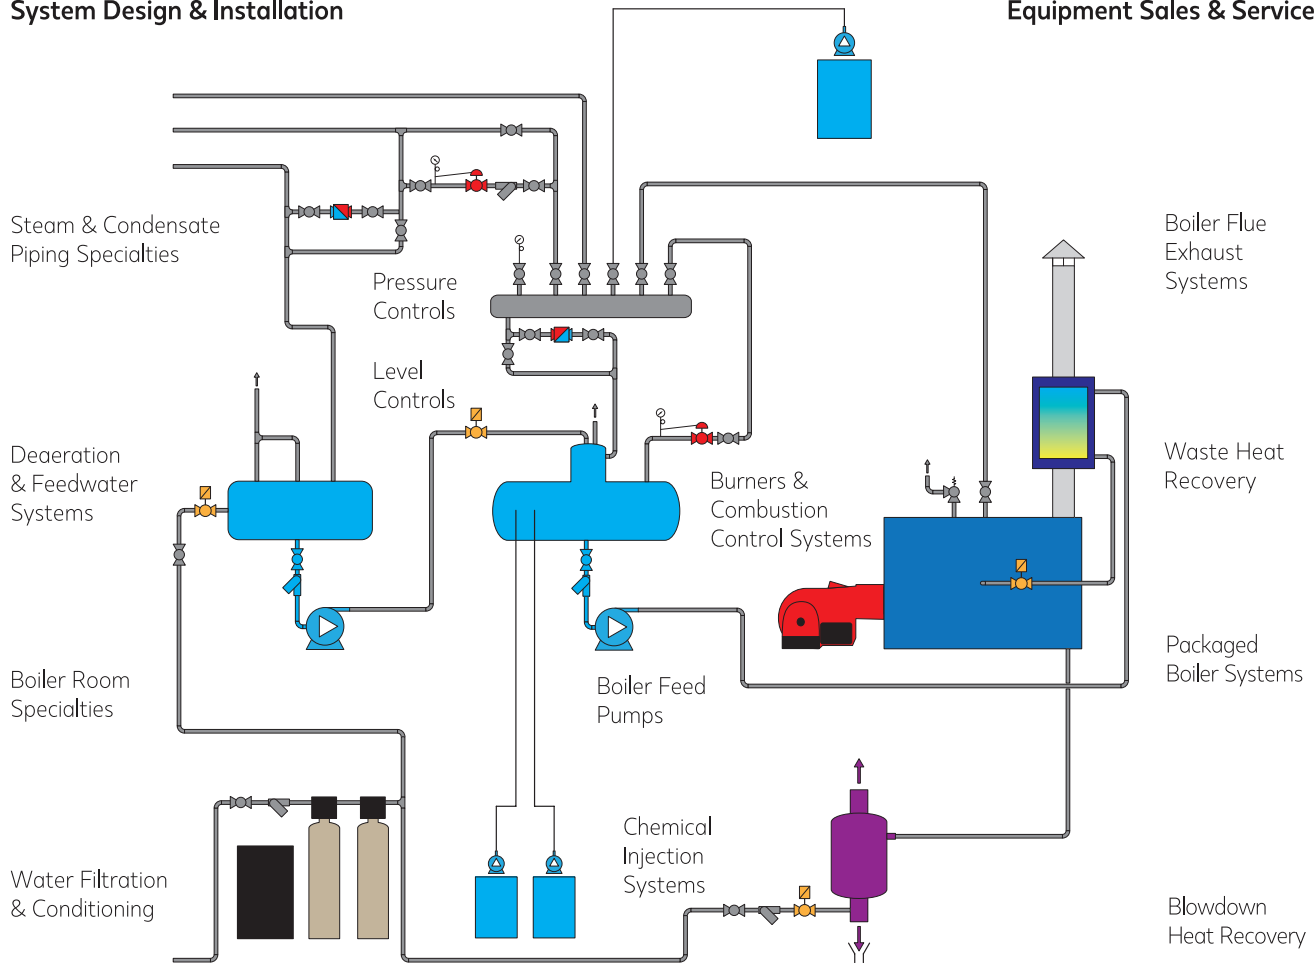 System Design & Installation
Equipment Sales & Service
Steam & Condensate
Piping Specialties
Boiler Flue
Exhaust
Systems
Pressure
Controls
Level
Controls
Deaeration
& Feedwater
Systems
Burners &
Combustion
Control Systems
Waste Heat
Recovery
Boiler Room
Specialties
Boiler Feed
Pumps
Packaged
Boiler Systems
Chemical
Injection
Systems
Water Filtration
& Conditioning
Blowdown
Heat Recovery